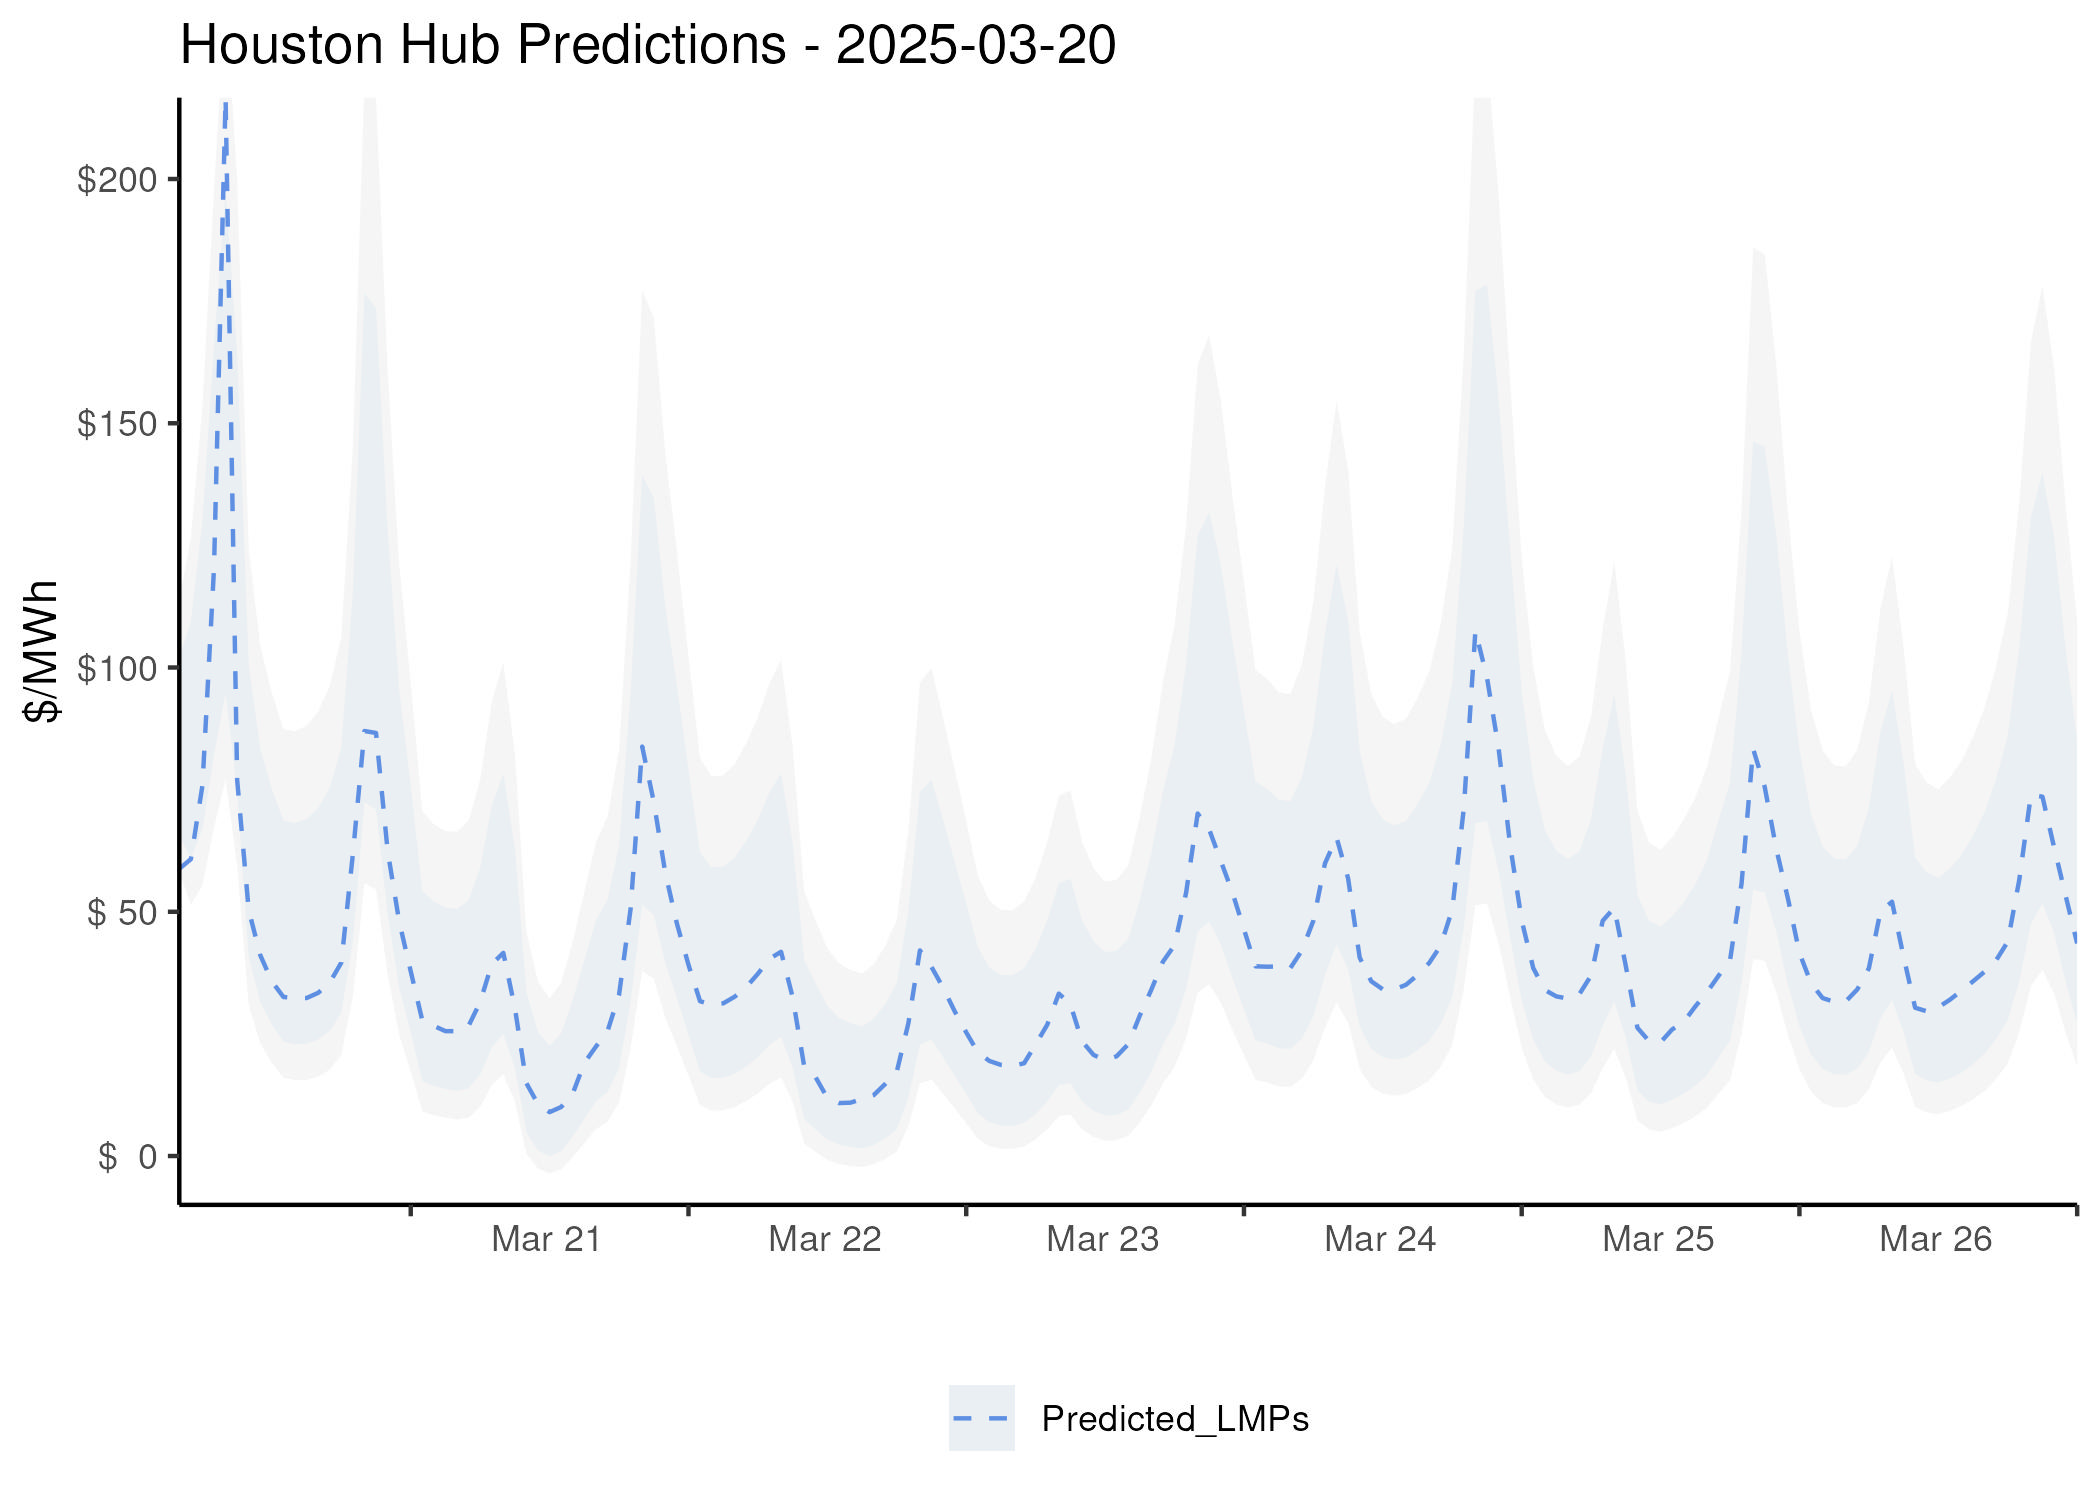 Houston Hub Predictions - 2025-03-20
$200
$150
$100
$ 50
$  0
$/MWh
Mar 21 Mar 22 Mar 23 Mar 24 Mar 25 Mar 26
Predicted_LMPs